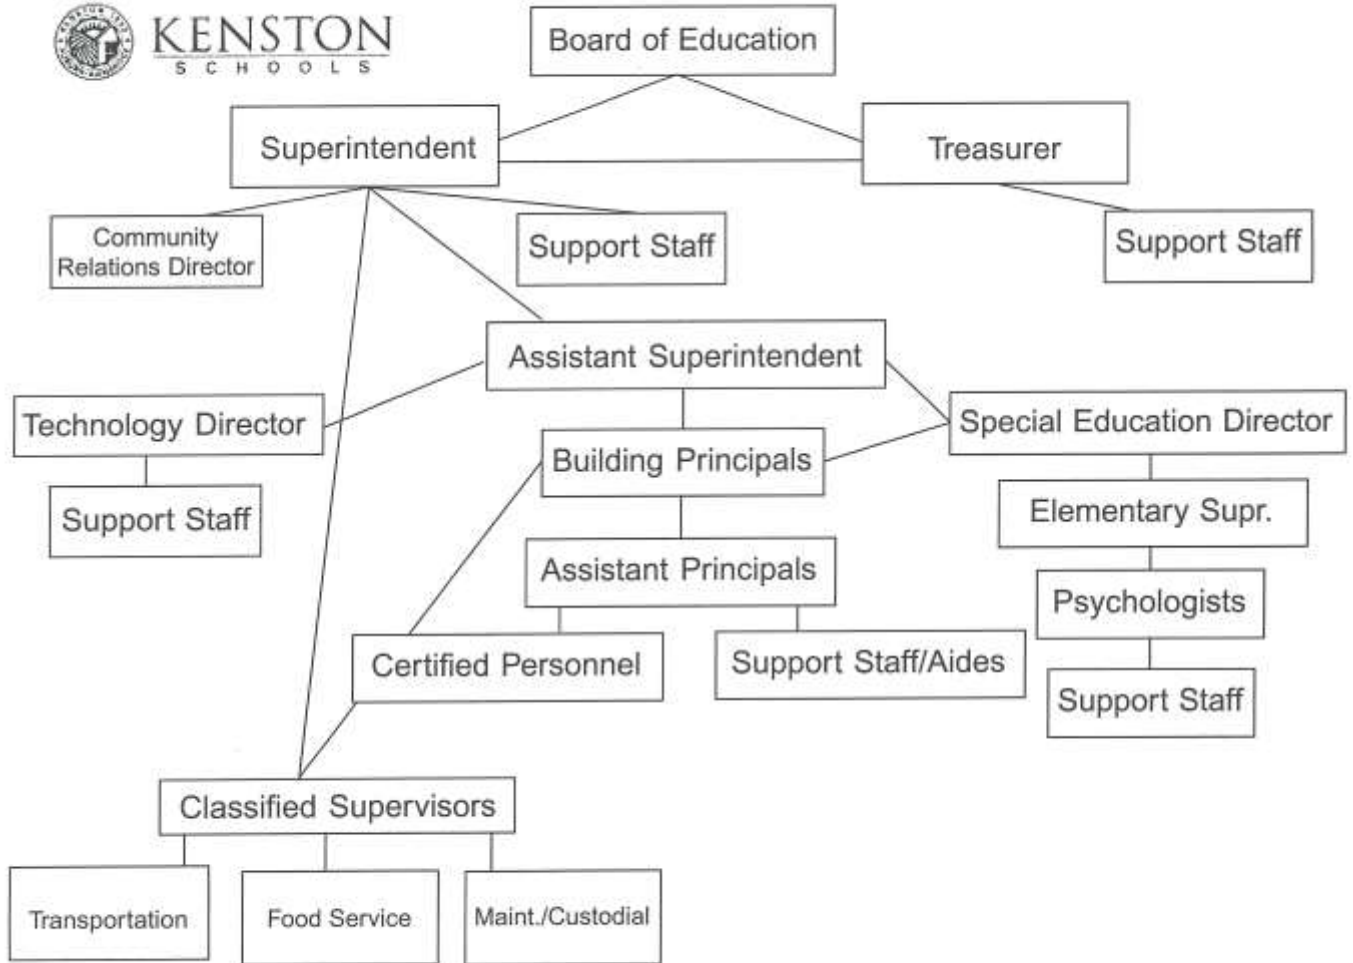 KENSTON
SCHOOLS
Board of Education
Superintendent
Treasurer
Community
Relations Director
Support Staff
Support Staff
Assistant Superintendent
Technology Director
Special Education Director
Building Principals
Support Staff
Elementary Supr.
Assistant Principals
Psychologists
Certified Personnel
Support Staff/Aides
Support Staff
Classified Supervisors
Transportation
Food Service
Maint./Custodial